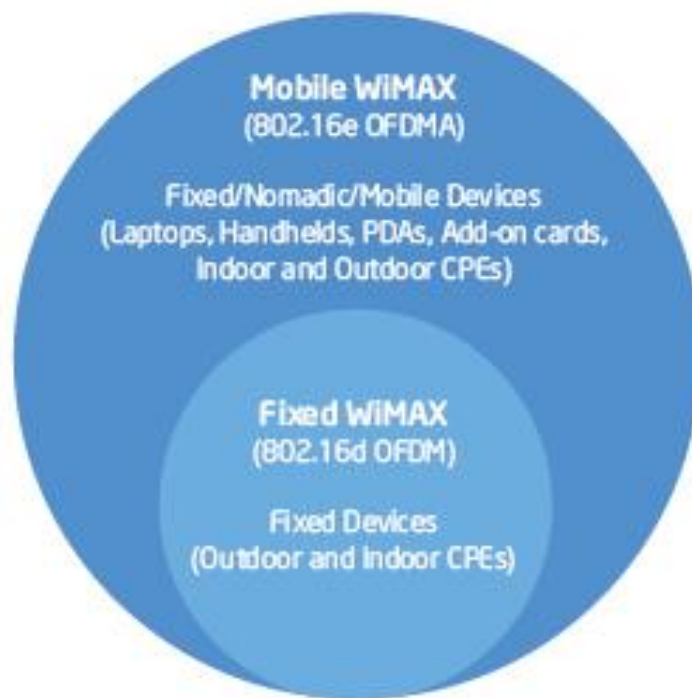 Mobile WiMAX
(802.16e OFDMA)
Fixed/Nomadic/Mobile Devices
(Laptops, Handhelds, PDAs, Add-on cards,
Indoor and Outdoor CPEs)
Fixed WiMAX
(802.16d OFDM)
Fixed Devices
(Outdoor and Indoor CPEs)